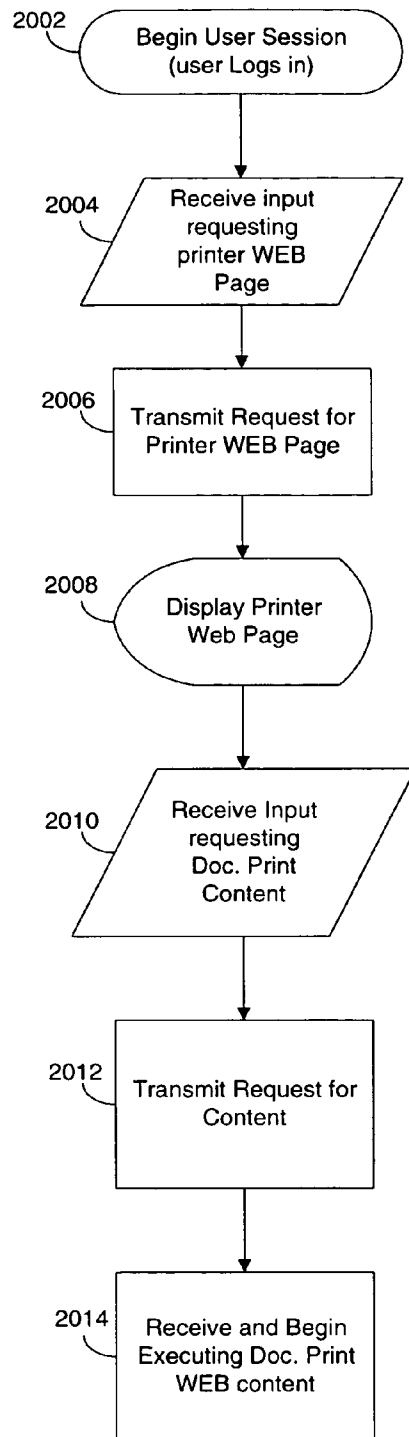 2002
Begin User Session
(user Logs in)
2004
Receive input
requesting
printer WEB
Page
2006
Transmit Request for
Printer WEB Page
2008
Display Printer
Web Page
2010
Receive Input
requesting
Doc. Print
Content
2012
Transmit Request for
Content
2014
Receive and Begin
Executing Doc. Print
WEB content